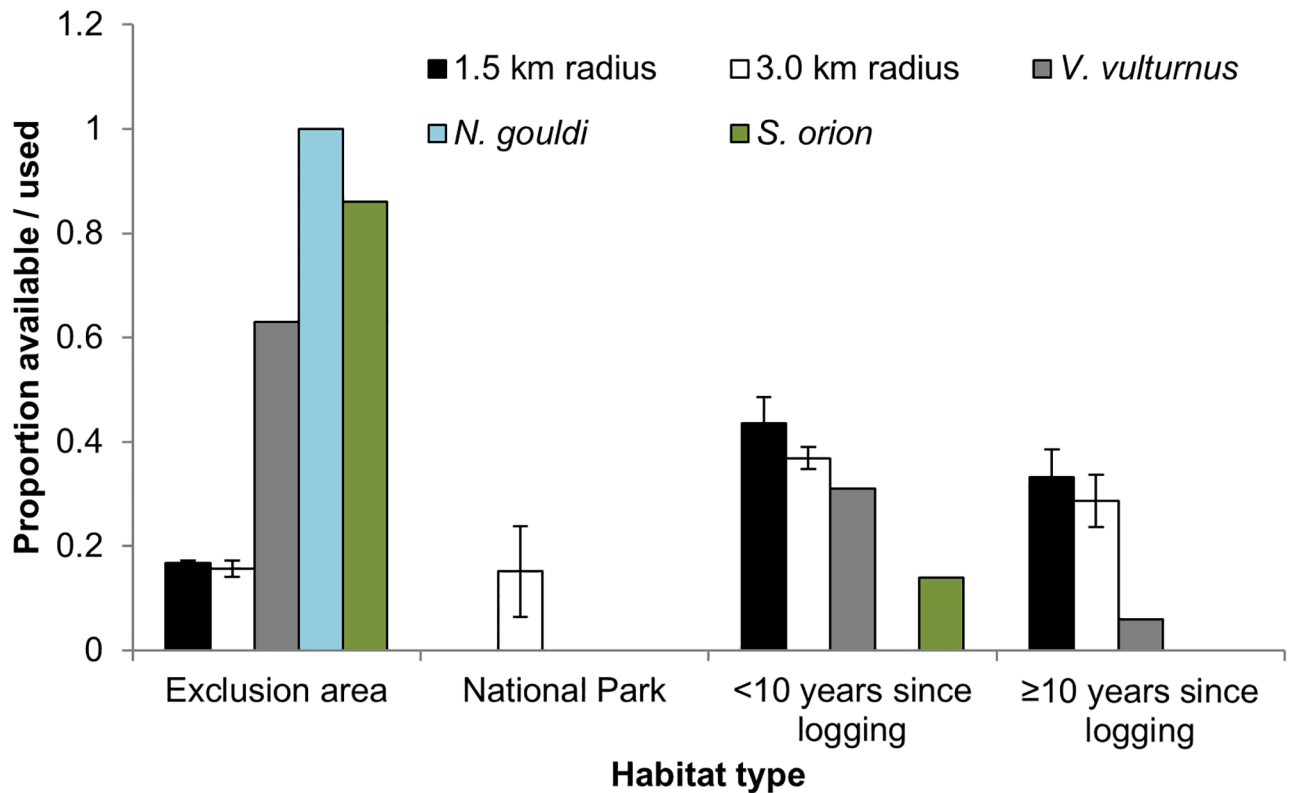 1.2
1
0.8
0.6
0.4
0.2
0
Proportion available / used
1.5 km radius
3.0 km radius
V. vulturnus
N. gouldi
S. orion
Exclusion area
National Park
<10 years since
logging
≥10 years since
logging
Habitat type